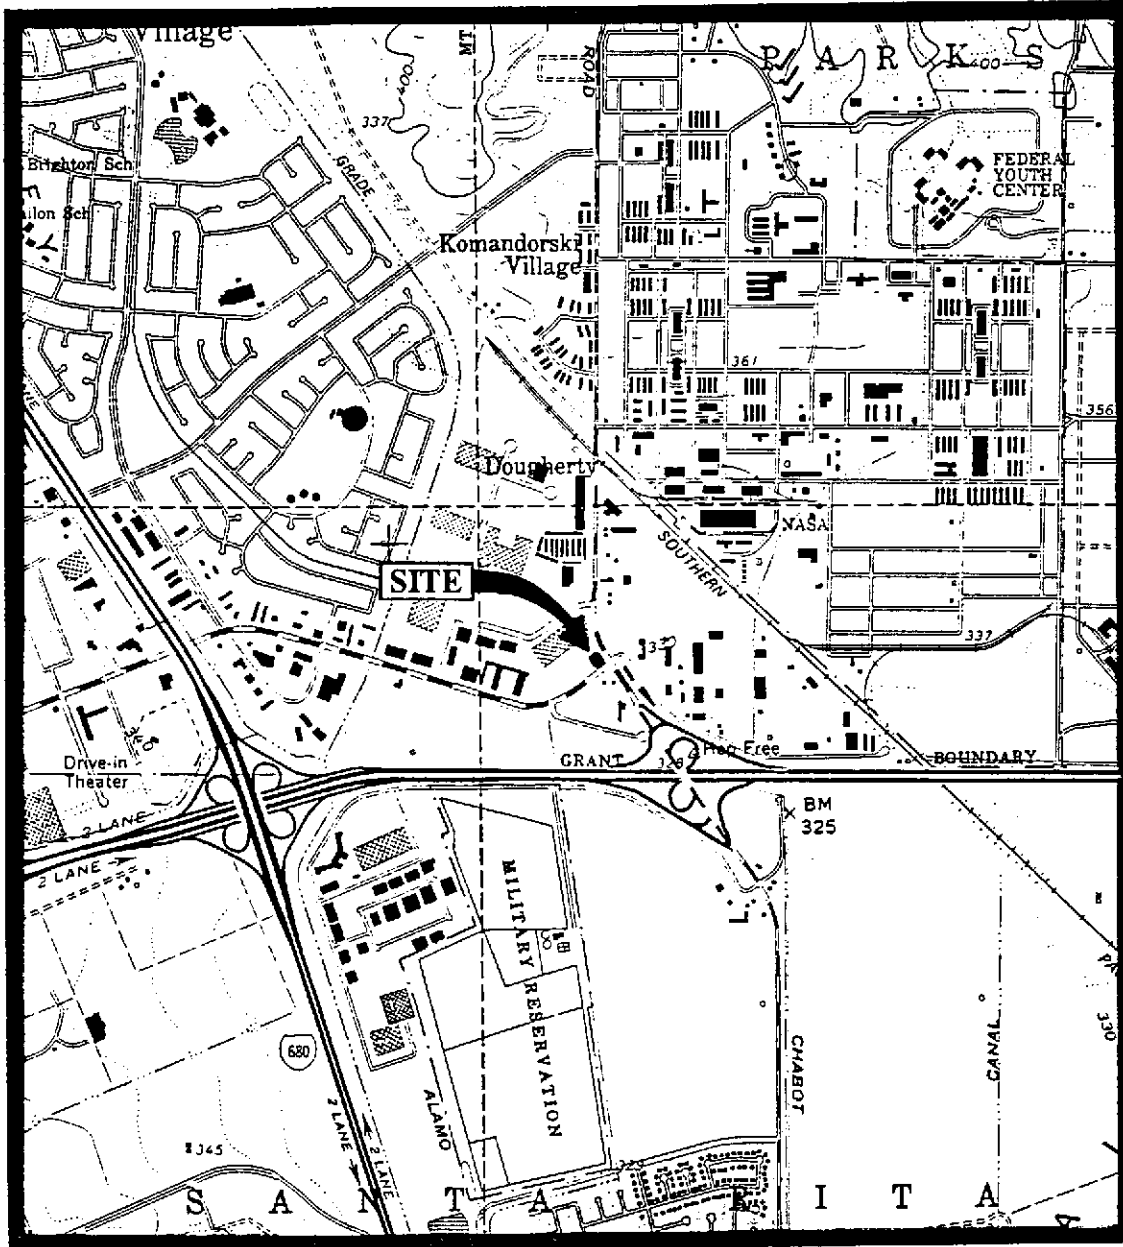 Village
MT
ROAD
P A R K S
400
400
337
GRADE
Brighton Sch
FEDERAL
YOUTH
CENTER
Komandorski
Village
361
356
Dougherty
NASA
SOUTHERN
SITE
337
Drive-in
Theater
GRANT
BOUNDARY
BM
325
2 LANE
2 LANE
MILITARY RESERVATION
680
ALAMO
CHABOT
CANAL
330
2 LANE
2 LANE
345
S A N T A R I T A